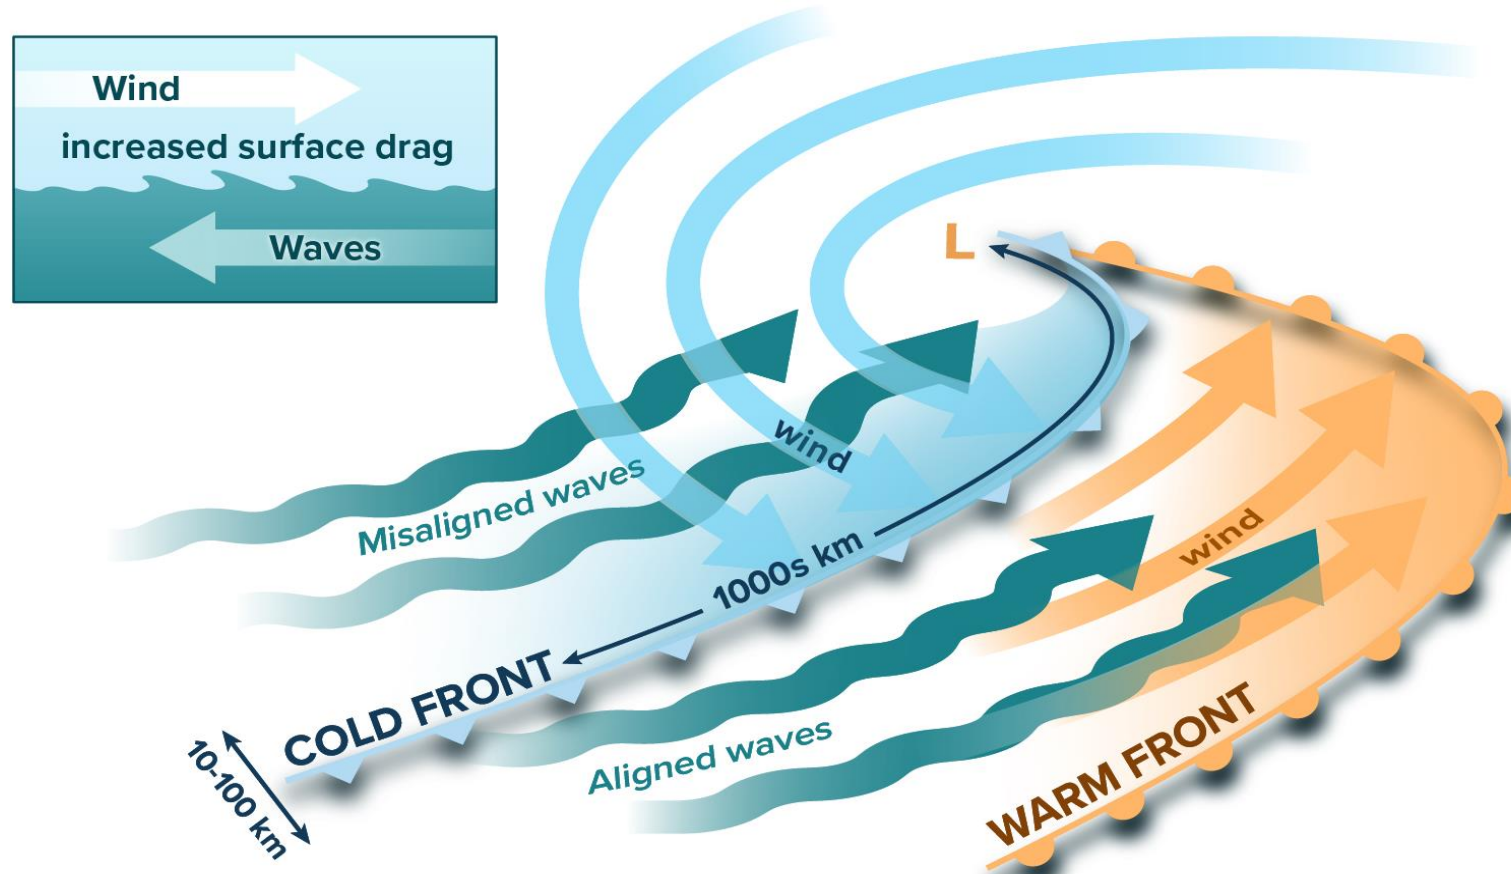 Wind
increased surface drag
Waves
L
wind
Misaligned waves
1000s km
wind
COLD FRONT
10-100 km
Aligned waves
WARM FRONT